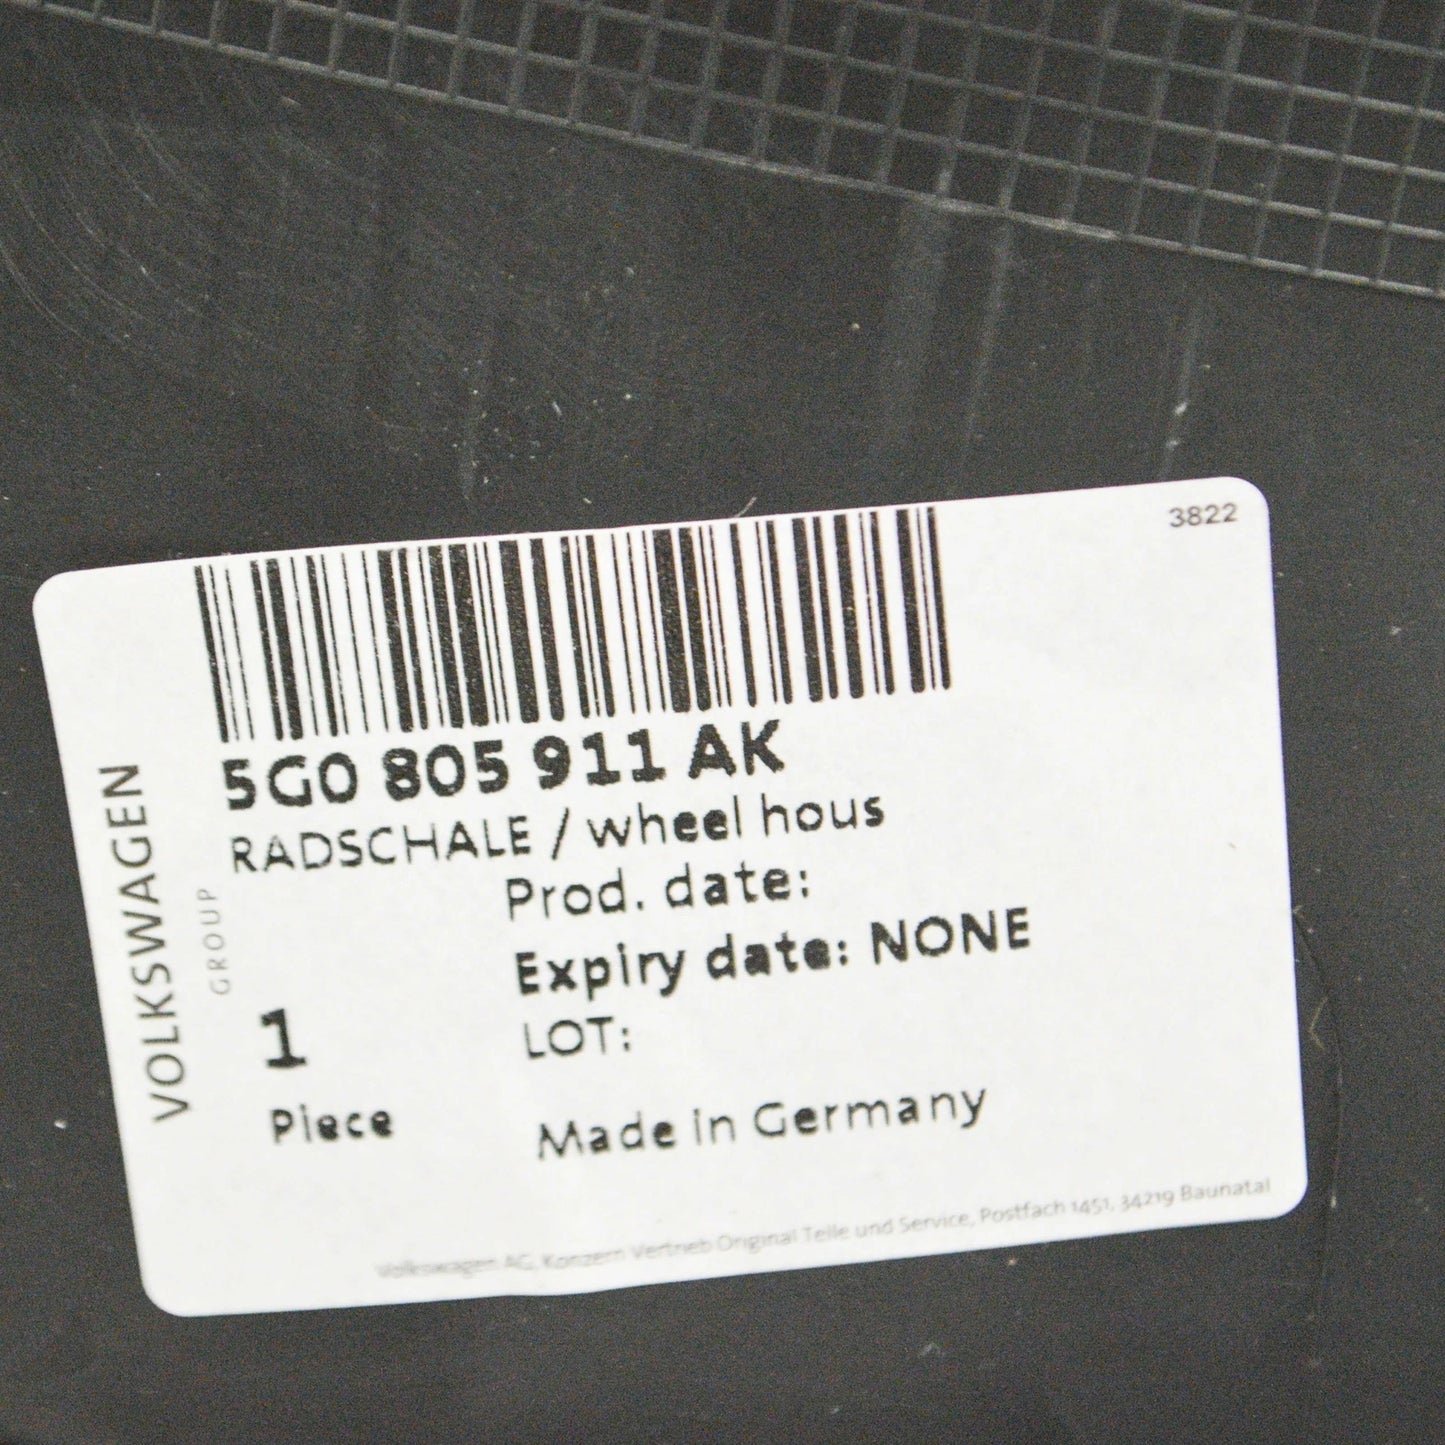 3822
5G0 805 911 AK
RADSCHALE / wheel hous
Prod. date:
Expiry date: NONE
LOT:
1
Piece
Made in Germany
VOLKSWAGEN
GROUP
Volkswagen AG, Konzern Vertrieb Original Teile und Service, Postfach 1451, 34219 Baunatal